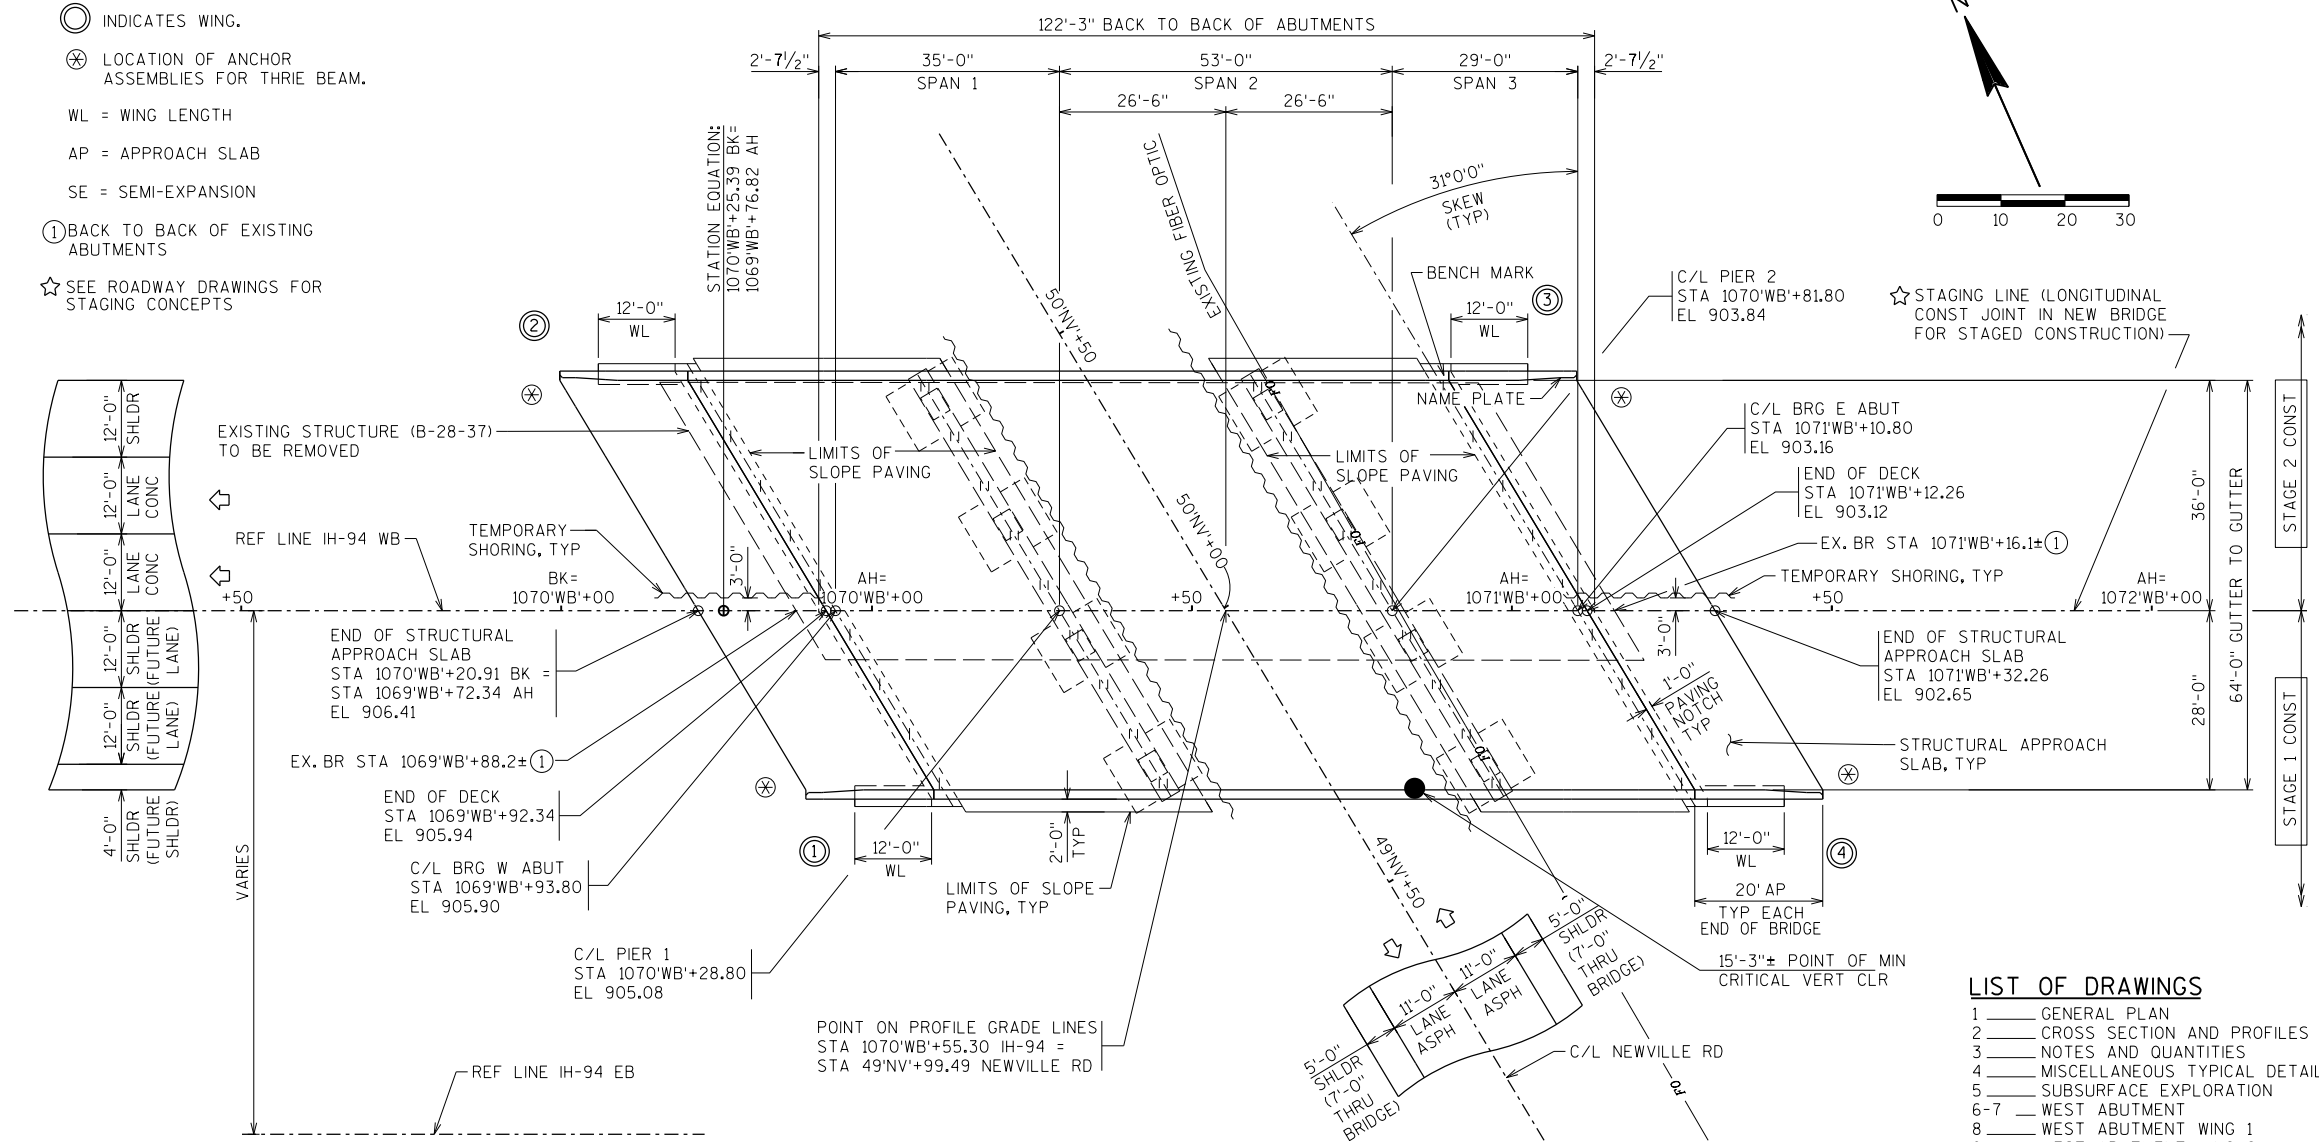 INDICATES WING.
LOCATION OF ANCHOR
ASSEMBLIES FOR THRIE BEAM.
WL = WING LENGTH
AP = APPROACH SLAB
SE = SEMI-EXPANSION
1 BACK TO BACK OF EXISTING
ABUTMENTS
SEE ROADWAY DRAWINGS FOR
STAGING CONCEPTS
122'-3" BACK TO BACK OF ABUTMENTS
2'-7 1/2"
35'-0"
SPAN 1
53'-0"
SPAN 2
29'-0"
SPAN 3
2'-7 1/2"
26'-6"
26'-6"
STATION EQUATION:
1070'WB'+25.39 BK=
1069'WB'+76.82 AH
EXISTING FIBER OPTIC
50'NV'+50
31°0'0"
SKEW
(TYP)
N
0 10 20 30
BENCH MARK
C/L PIER 2
STA 1070'WB'+81.80
EL 903.84
STAGING LINE (LONGITUDINAL
CONST JOINT IN NEW BRIDGE
FOR STAGED CONSTRUCTION)
2
12'-0"
WL
12'-0"
WL
3
NAME PLATE
FO
12'-0"
SHLDR
12'-0"
LANE
CONC
12'-0"
LANE
CONC
12'-0"
SHLDR
(FUTURE
LANE)
12'-0"
SHLDR
(FUTURE
LANE)
4'-0"
SHLDR
(FUTURE
SHLDR)
EXISTING STRUCTURE (B-28-37)
TO BE REMOVED
LIMITS OF
SLOPE PAVING
LIMITS OF
SLOPE PAVING
C/L BRG E ABUT
STA 1071'WB'+10.80
EL 903.16
END OF DECK
STA 1071'WB'+12.26
EL 903.12
EX. BR STA 1071'WB'+16.1± 1
TEMPORARY SHORING, TYP
36'-0"
28'-0"
64'-0" GUTTER TO GUTTER
STAGE 2 CONST
STAGE 1 CONST
REF LINE IH-94 WB
TEMPORARY
SHORING, TYP
3'-0"
FO
50'NV'+00
+50
BK=
1070'WB'+00
AH=
1070'WB'+00
+50
AH=
1071'WB'+00
+50
AH=
1072'WB'+00
3'-0"
END OF STRUCTURAL
APPROACH SLAB
STA 1070'WB'+20.91 BK =
STA 1069'WB'+72.34 AH
EL 906.41
END OF STRUCTURAL
APPROACH SLAB
STA 1071'WB'+32.26
EL 902.65
1'-0"
PAVING
NOTCH
TYP
EX. BR STA 1069'WB'+88.2± 1
STRUCTURAL APPROACH
SLAB, TYP
FO
END OF DECK
STA 1069'WB'+92.34
EL 905.94
C/L BRG W ABUT
STA 1069'WB'+93.80
EL 905.90
VARIES
1
12'-0"
WL
2'-0"
TYP
LIMITS OF SLOPE
PAVING, TYP
49'NV'+50
12'-0"
WL
4
20' AP
TYP EACH
END OF BRIDGE
C/L PIER 1
STA 1070'WB'+28.80
EL 905.08
POINT ON PROFILE GRADE LINES
STA 1070'WB'+55.30 IH-94 =
STA 49'NV'+99.49 NEWVILLE RD
15'-3"± POINT OF MIN
CRITICAL VERT CLR
5'-0"
SHLDR
(7'-0"
THRU
BRIDGE)
11'-0"
LANE
ASPH
11'-0"
LANE
ASPH
5'-0"
SHLDR
(7'-0"
THRU
BRIDGE)
C/L NEWVILLE RD
FO
REF LINE IH-94 EB
LIST OF DRAWINGS
1 GENERAL PLAN
2 CROSS SECTION AND PROFILES
3 NOTES AND QUANTITIES
4 MISCELLANEOUS TYPICAL DETAIL
5 SUBSURFACE EXPLORATION
6-7 WEST ABUTMENT
8 WEST ABUTMENT WING 1